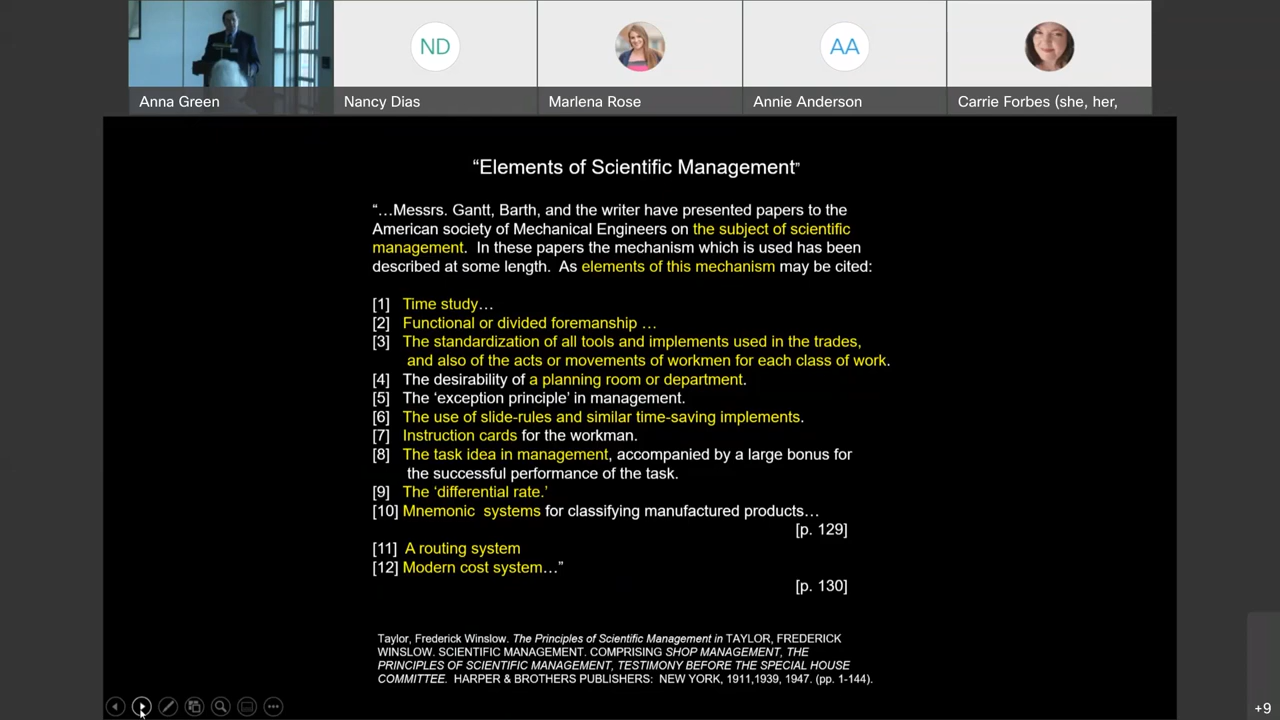 ND
AA
Anna Green
Nancy Dias
Marlena Rose
Annie Anderson
Carrie Forbes (she, her,
“Elements of Scientific Management”
“…Messrs. Gantt, Barth, and the writer have presented papers to the
American society of Mechanical Engineers on the subject of scientific
management. In these papers the mechanism which is used has been
described at some length. As elements of this mechanism may be cited:
[1] Time study…
[2] Functional or divided foremanship …
[3] The standardization of all tools and implements used in the trades,
and also of the acts or movements of workmen for each class of work.
[4] The desirability of a planning room or department.
[5] The ‘exception principle’ in management.
[6] The use of slide-rules and similar time-saving implements.
[7] Instruction cards for the workman.
[8] The task idea in management, accompanied by a large bonus for
the successful performance of the task.
[9] The ‘differential rate.’
[10] Mnemonic systems for classifying manufactured products…
[p. 129]
[11] A routing system
[12] Modern cost system…”
[p. 130]
Taylor, Frederick Winslow. The Principles of Scientific Management in TAYLOR, FREDERICK
WINSLOW. SCIENTIFIC MANAGEMENT. COMPRISING SHOP MANAGEMENT, THE
PRINCIPLES OF SCIENTIFIC MANAGEMENT, TESTIMONY BEFORE THE SPECIAL HOUSE
COMMITTEE. HARPER & BROTHERS PUBLISHERS: NEW YORK, 1911,1939, 1947. (pp. 1-144).
+9